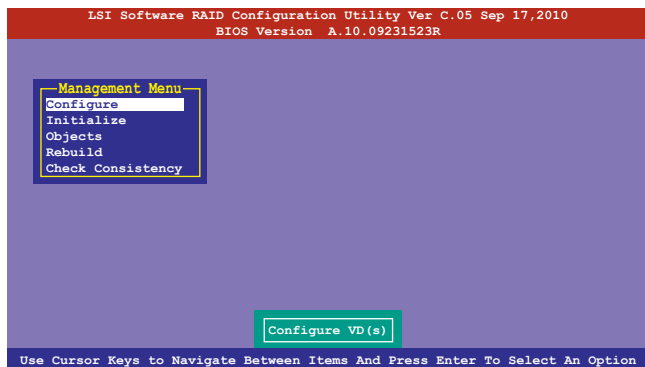 LSI Software RAID Configuration Utility Ver C.05 Sep 17,2010
BIOS Version A.10.09231523R
Management Menu
Configure
Initialize
Objects
Rebuild
Check Consistency
Configure VD(s)
Use Cursor Keys to Navigate Between Items And Press Enter To Select An Option